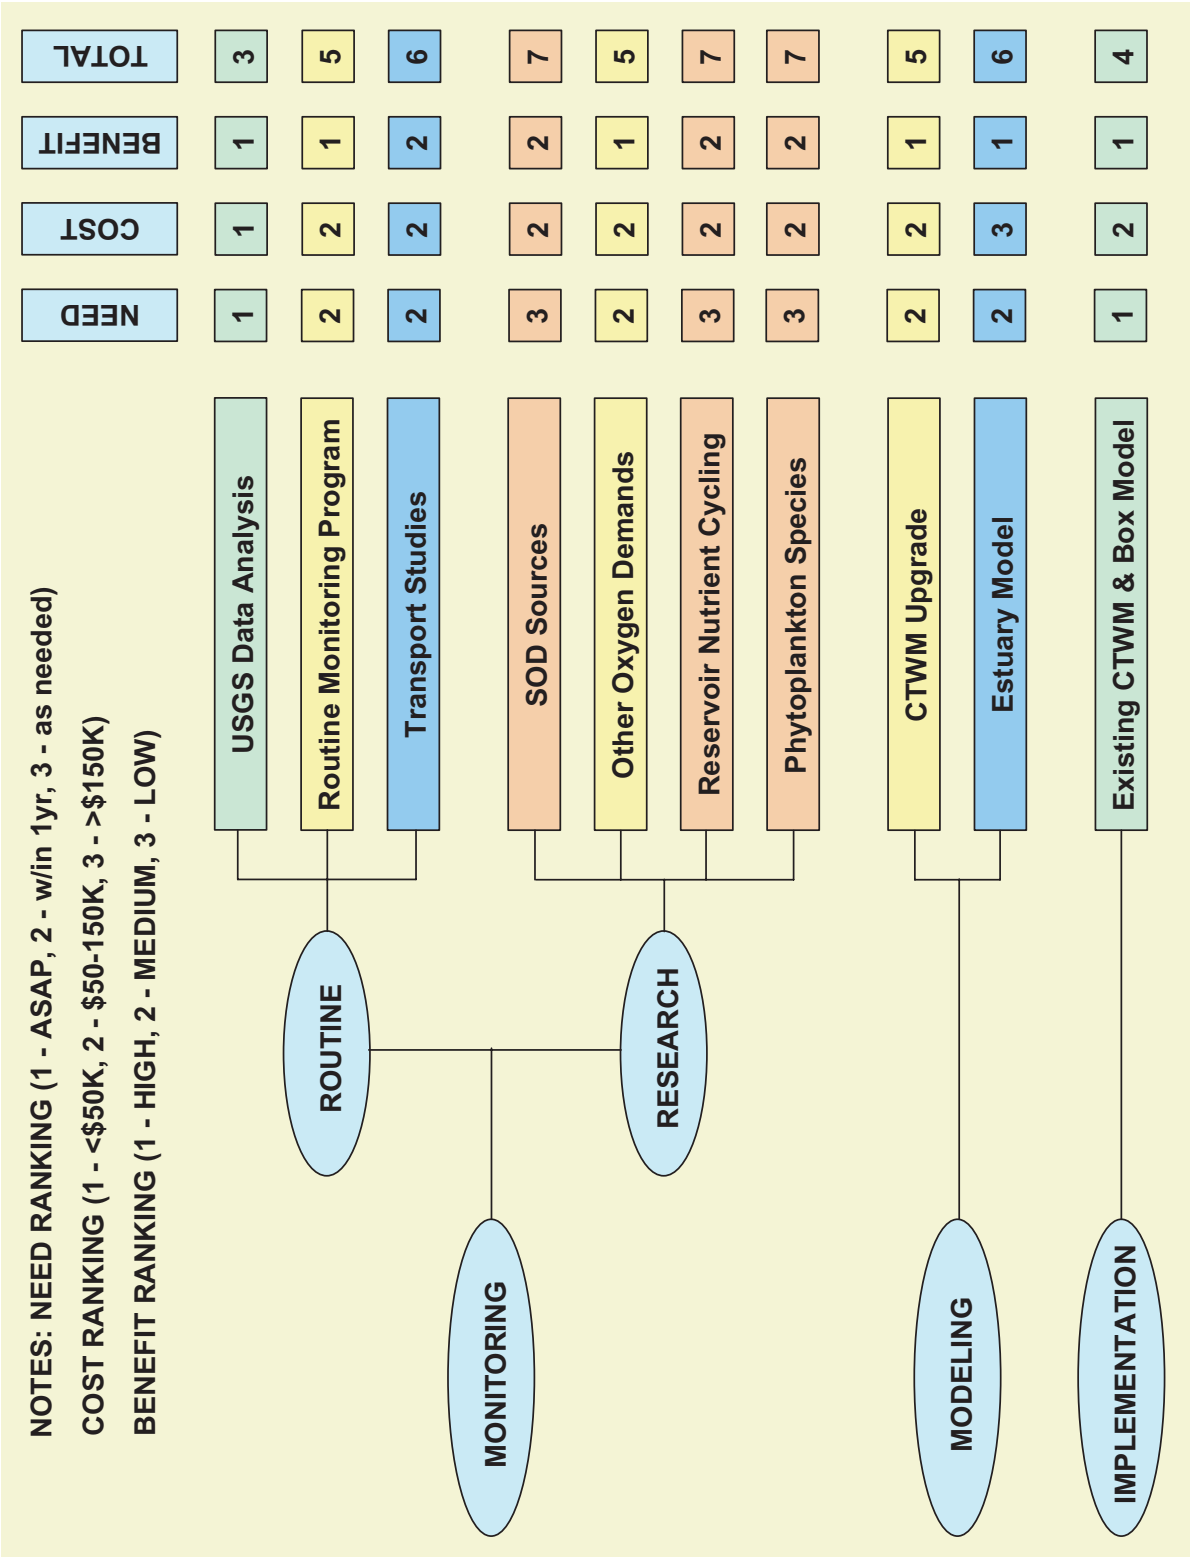 NOTES: NEED RANKING (1 - ASAP, 2 - w/in 1yr, 3 - as needed)
COST RANKING (1 - <$50K, 2 - $50-150K, 3 - >$150K)
BENEFIT RANKING (1 - HIGH, 2 - MEDIUM, 3 - LOW)
NEED COST BENEFIT TOTAL
USGS Data Analysis 1 1 1 3
ROUTINE Routine Monitoring Program 2 2 1 5
Transport Studies 2 2 2 6
MONITORING
SOD Sources 3 2 2 7
Other Oxygen Demands 2 2 1 5
RESEARCH
Reservoir Nutrient Cycling 3 2 2 7
Phytoplankton Species 3 2 2 7
CTWM Upgrade 2 2 1 5
MODELING
Estuary Model 2 3 1 6
IMPLEMENTATION Existing CTWM & Box Model 1 2 1 4